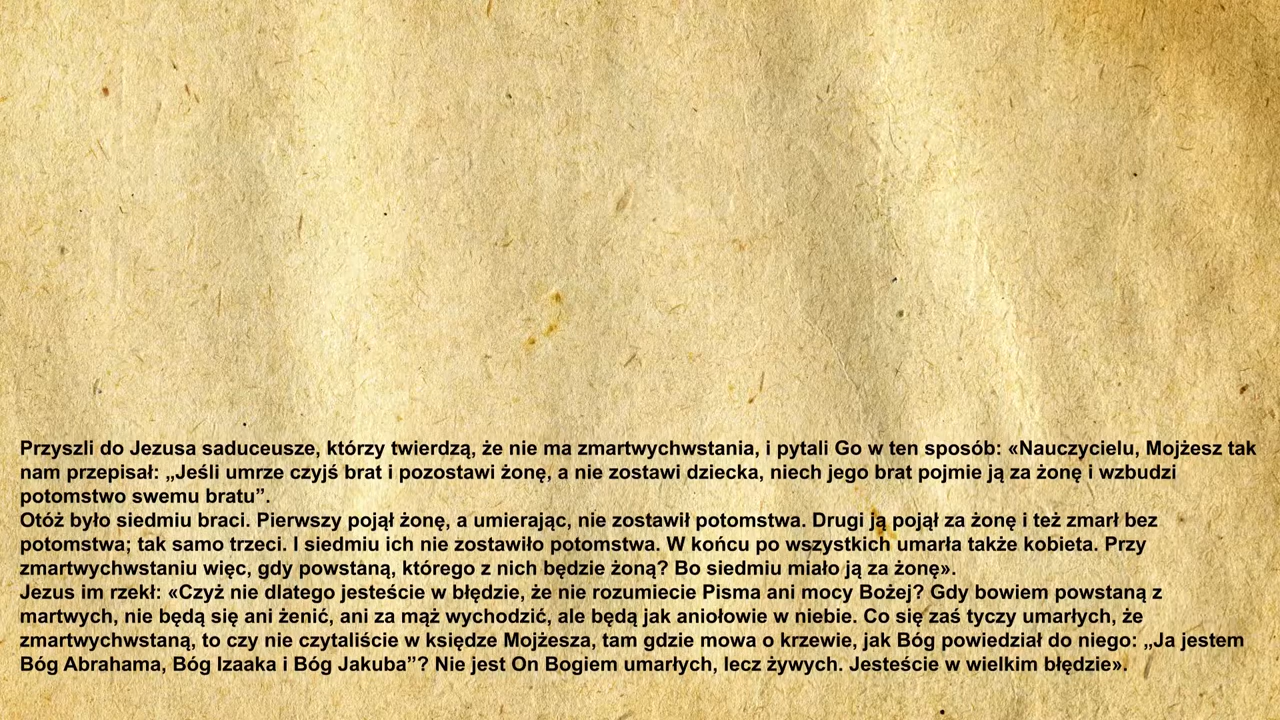 Przyszli do Jezusa saduceusze, którzy twierdzą, że nie ma zmartwychwstania, i pytali Go w ten sposób: «Nauczycielu, Mojżesz tak
nam przepisał: „Jeśli umrze czyjś brat i pozostawi żonę, a nie zostawi dziecka, niech jego brat pojmie ją za żonę i wzbudzi
potomstwo swemu bratu”.
Otóż było siedmiu braci. Pierwszy pojął żonę, a umierając, nie zostawił potomstwa. Drugi ją pojął za żonę i też zmarł bez
potomstwa; tak samo trzeci. I siedmiu ich nie zostawiło potomstwa. W końcu po wszystkich umarła także kobieta. Przy
zmartwychwstaniu więc, gdy powstaną, którego z nich będzie żoną? Bo siedmiu miało ją za żonę».
Jezus im rzekł: «Czyż nie dlatego jesteście w błędzie, że nie rozumiecie Pisma ani mocy Bożej? Gdy bowiem powstaną z
martwych, nie będą się ani żenić, ani za mąż wychodzić, ale będą jak aniołowie w niebie. Co się zaś tyczy umarłych, że
zmartwychwstaną, to czy nie czytaliście w księdze Mojżesza, tam gdzie mowa o krzewie, jak Bóg powiedział do niego: „Ja jestem
Bóg Abrahama, Bóg Izaaka i Bóg Jakuba”? Nie jest On Bogiem umarłych, lecz żywych. Jesteście w wielkim błędzie».